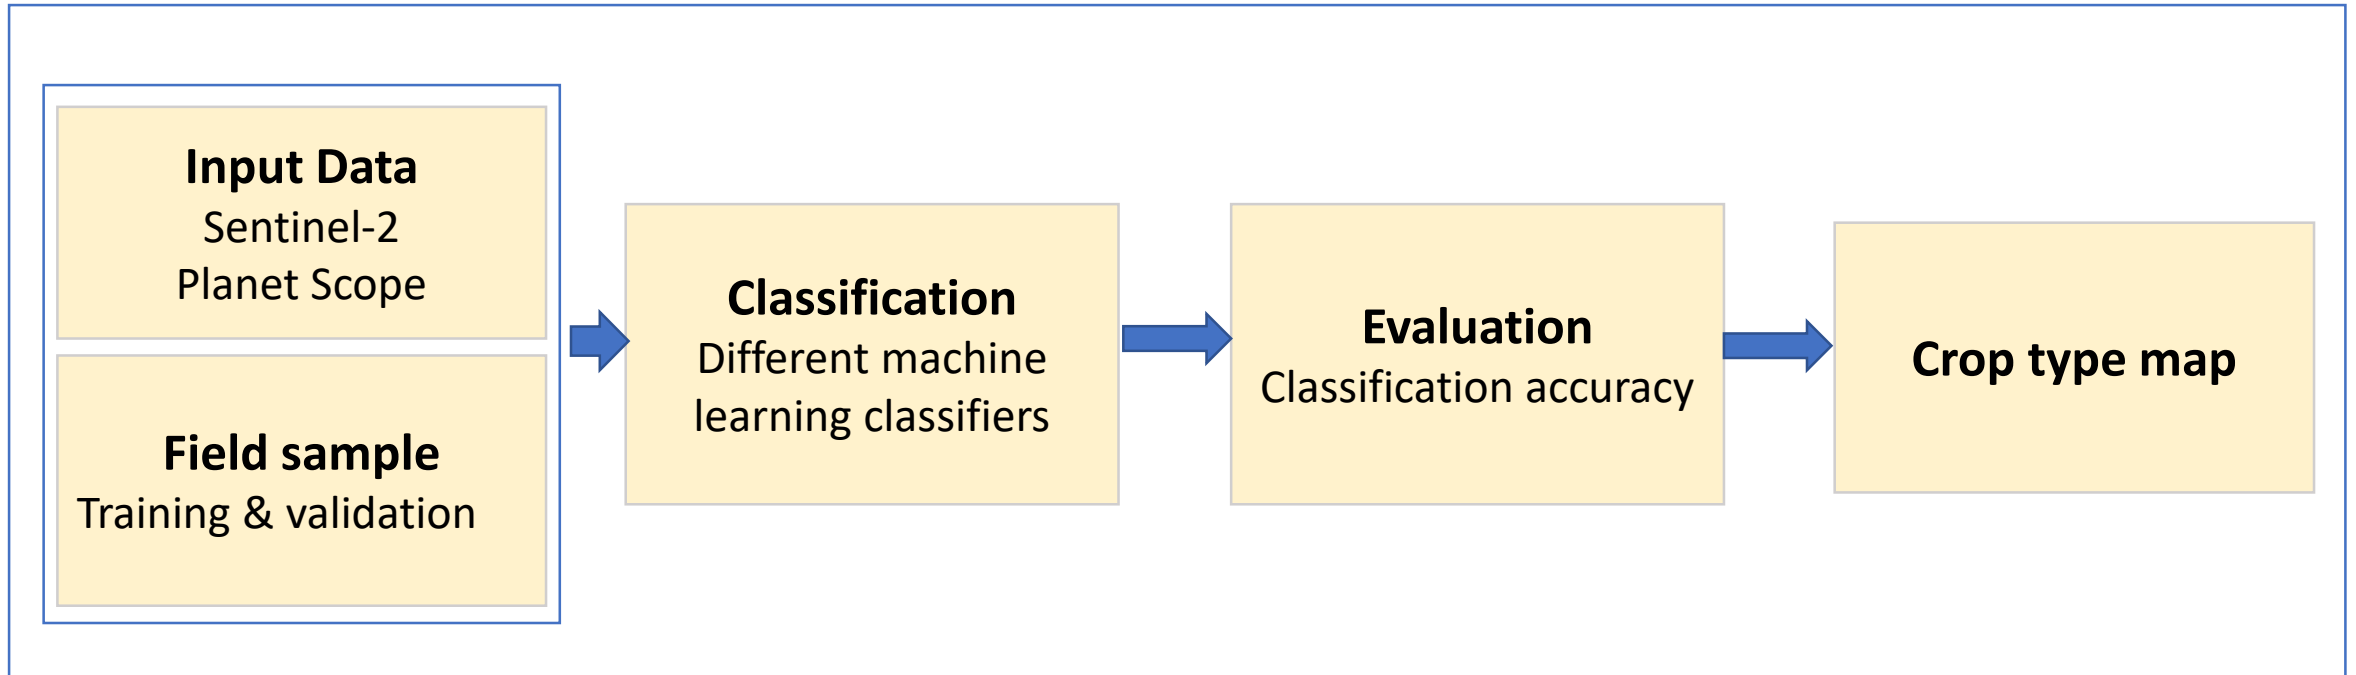 Input Data
Sentinel-2
Planet Scope
Field sample
Training & validation
Classification
Different machine
learning classifiers
Evaluation
Classification accuracy
Crop type map